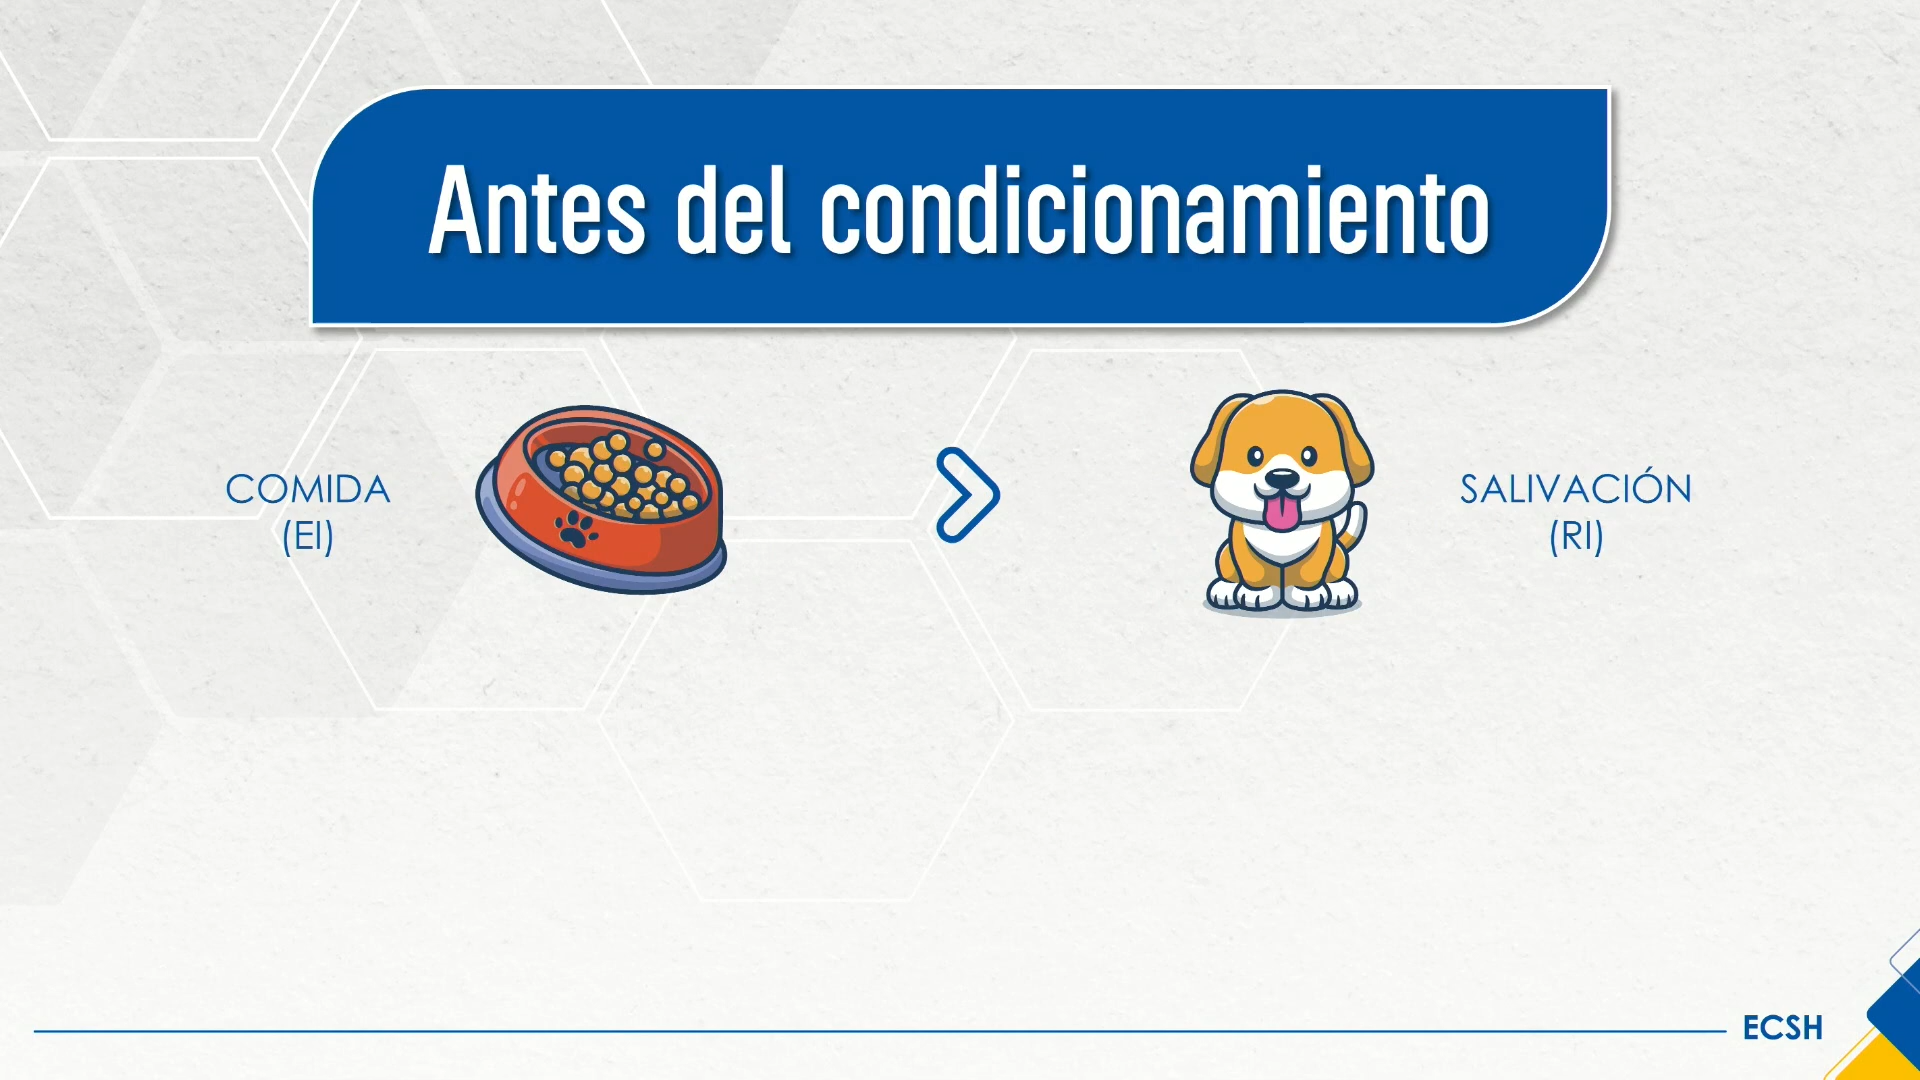 Antes del condicionamiento
COMIDA
(EI)
SALIVACIÓN
(RI)
ECSH